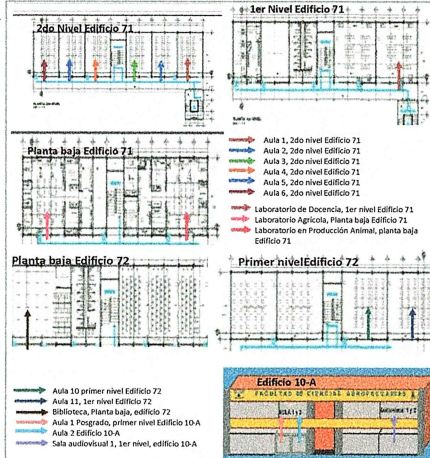 2do Nivel Edificio 71
1er Nivel Edificio 71
Planta baja Edificio 71
Aula 1, 2do nivel Edificio 71
Aula 2, 2do nivel Edificio 71
Aula 3, 2do nivel Edificio 71
Aula 4, 2do nivel Edificio 71
Aula 5, 2do nivel Edificio 71
Aula 6, 2do nivel Edificio 71
Laboratorio de Docencia, 1er nivel Edificio 71
Laboratorio Agrícola, Planta baja Edificio 71
Laboratorio en Producción Animal, planta baja
Edificio 71
Planta baja Edificio 72
Primer nivel Edificio 72
Aula 10 primer nivel Edificio 72
Aula 11, 1er nivel Edificio 72
Biblioteca, Planta baja, edificio 72
Aula 1 Posgrado, primer nivel Edificio 10-A
Aula 2 Edificio 10-A
Sala audiovisual 1, 1er nivel, edificio 10-A
Edificio 10-A
FACULTAD DE CIENCIAS AGROPECUARIAS
AULA 1 y 2